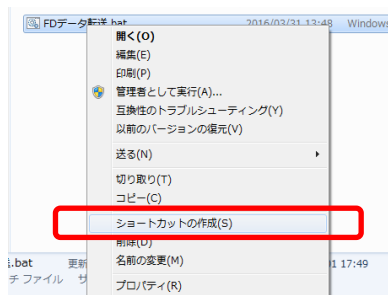 FDデータ転送.bat 2016/03/31 13:48 Windows
開く(O)
編集(E)
印刷(P)
管理者として実行(A)...
互換性のトラブルシューティング(Y)
以前のバージョンの復元(V)
送る(N)
切り取り(T)
コピー(C)
ショートカットの作成(S)
削除(D)
名前の変更(M)
プロパティ(R)
.bat 更新 1 17:49
チ ファイル サ